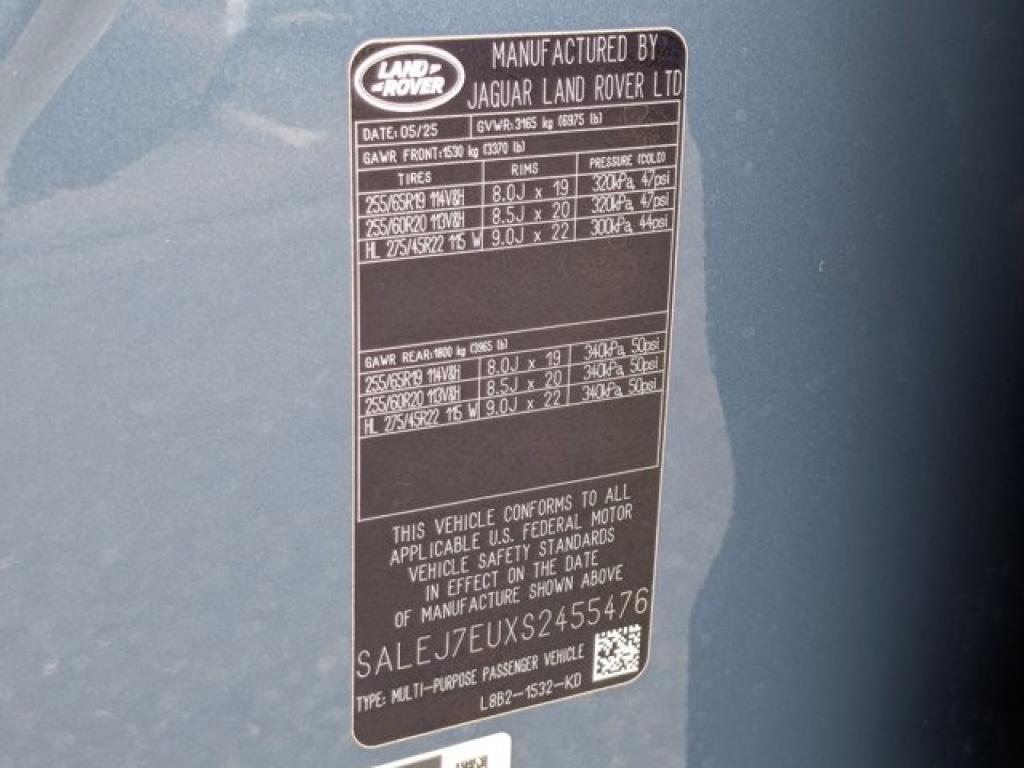 LAND
ROVER
MANUFACTURED BY
JAGUAR LAND ROVER LTD
DATE: 05/25 GVWR: 3165 kg (6975 lb)
GAWR FRONT: 1530 kg (3370 lb)
TIRES RIMS PRESSURE (COLD)
255/65R19 114V&H 8.0J x 19 320kPa, 47psi
255/60R20 113V&H 8.5J x 20 320kPa, 47psi
HL 275/45R22 115 W 9.0J x 22 300kPa, 44psi
GAWR REAR: 1800 kg (3965 lb)
255/65R19 114V&H 8.0J x 19 340kPa, 50psi
255/60R20 113V&H 8.5J x 20 340kPa, 50psi
HL 275/45R22 115 W 9.0J x 22 340kPa, 50psi
THIS VEHICLE CONFORMS TO ALL
APPLICABLE U.S. FEDERAL MOTOR
VEHICLE SAFETY STANDARDS
IN EFFECT ON THE DATE
OF MANUFACTURE SHOWN ABOVE
SALEJ7EUXS2455476
TYPE: MULTI-PURPOSE PASSENGER VEHICLE
L8B2-1532-KD